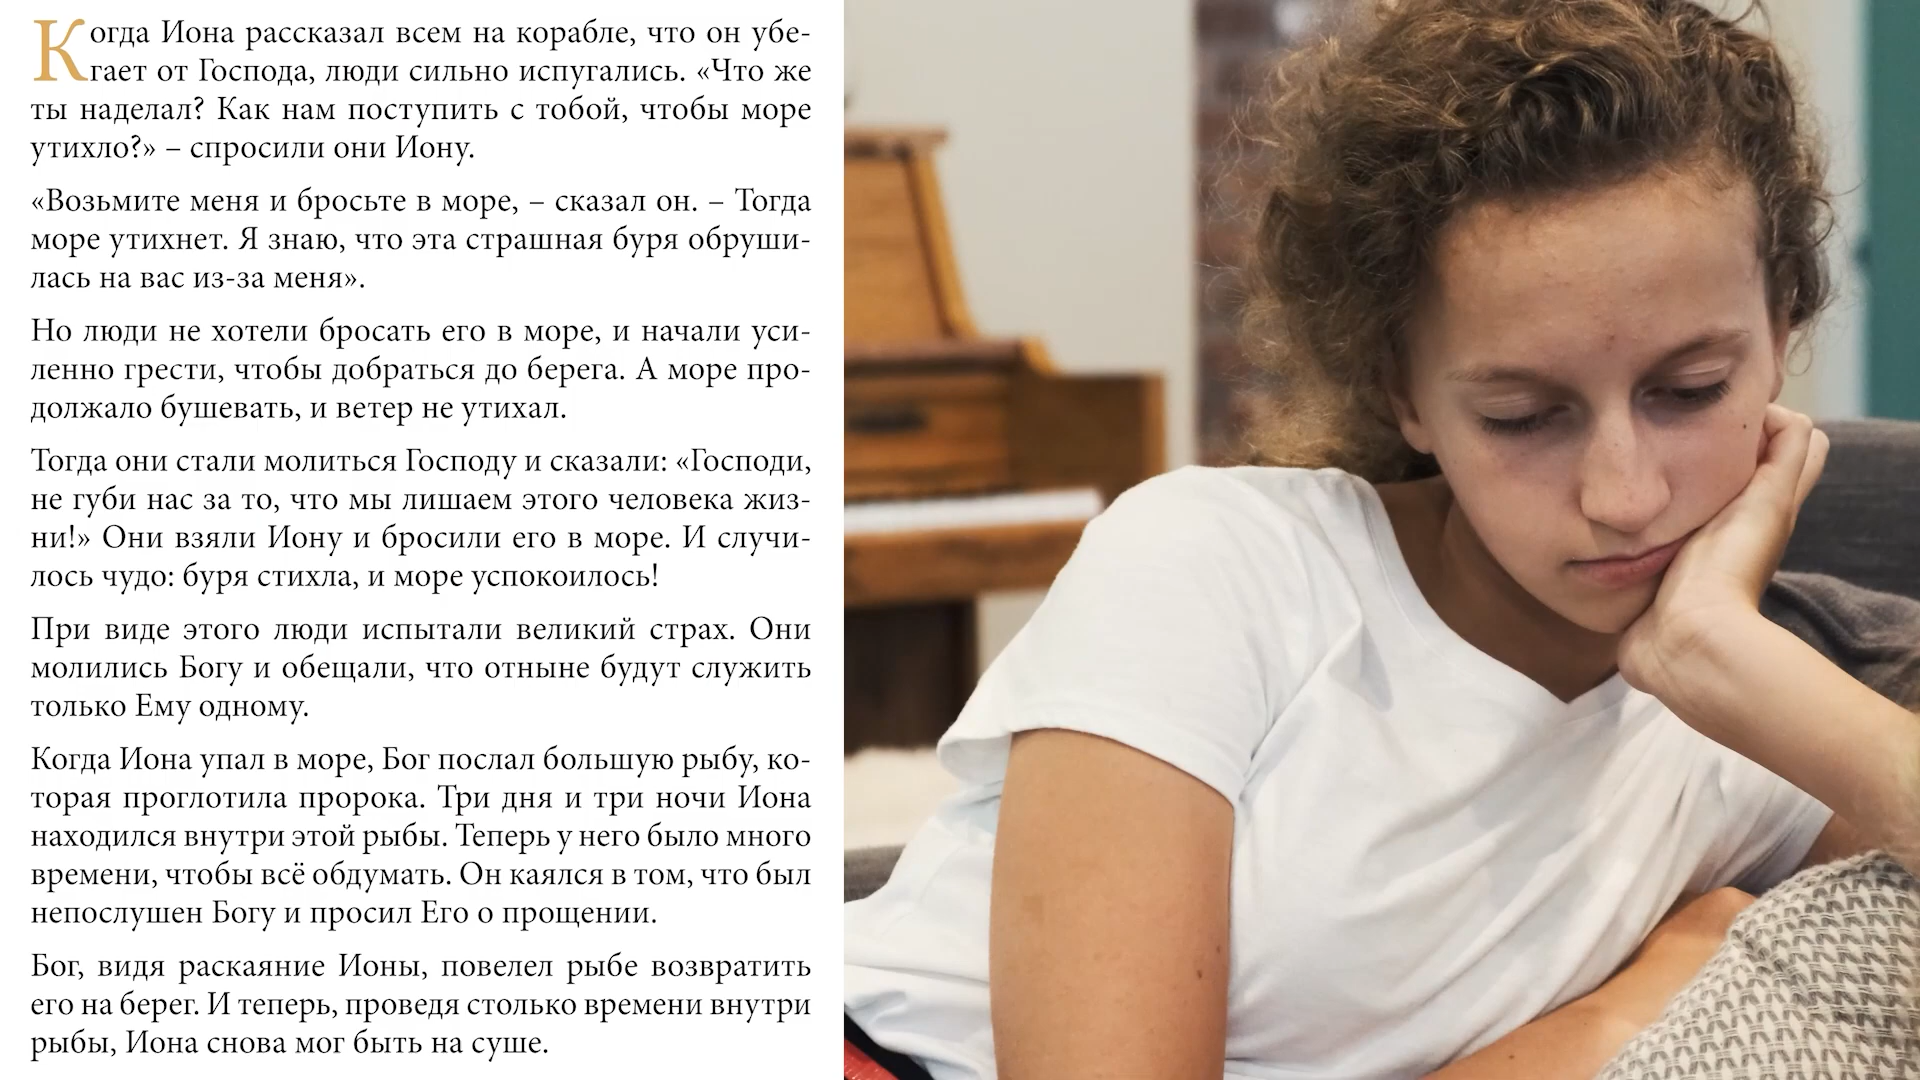 Когда Иона рассказал всем на корабле, что он убе-
гает от Господа, люди сильно испугались. «Что же
ты наделал? Как нам поступить с тобой, чтобы море
утихло?» – спросили они Иону.
«Возьмите меня и бросьте в море, – сказал он. – Тогда
море утихнет. Я знаю, что эта страшная буря обруши-
лась на вас из-за меня».
Но люди не хотели бросать его в море, и начали уси-
ленно грести, чтобы добраться до берега. А море про-
должало бушевать, и ветер не утихал.
Тогда они стали молиться Господу и сказали: «Господи,
не губи нас за то, что мы лишаем этого человека жиз-
ни!» Они взяли Иону и бросили его в море. И случи-
лось чудо: буря стихла, и море успокоилось!
При виде этого люди испытали великий страх. Они
молились Богу и обещали, что отныне будут служить
только Ему одному.
Когда Иона упал в море, Бог послал большую рыбу, ко-
торая проглотила пророка. Три дня и три ночи Иона
находился внутри этой рыбы. Теперь у него было много
времени, чтобы всё обдумать. Он каялся в том, что был
непослушен Богу и просил Его о прощении.
Бог, видя раскаяние Ионы, повелел рыбе возвратить
его на берег. И теперь, проведя столько времени внутри
рыбы, Иона снова мог быть на суше.